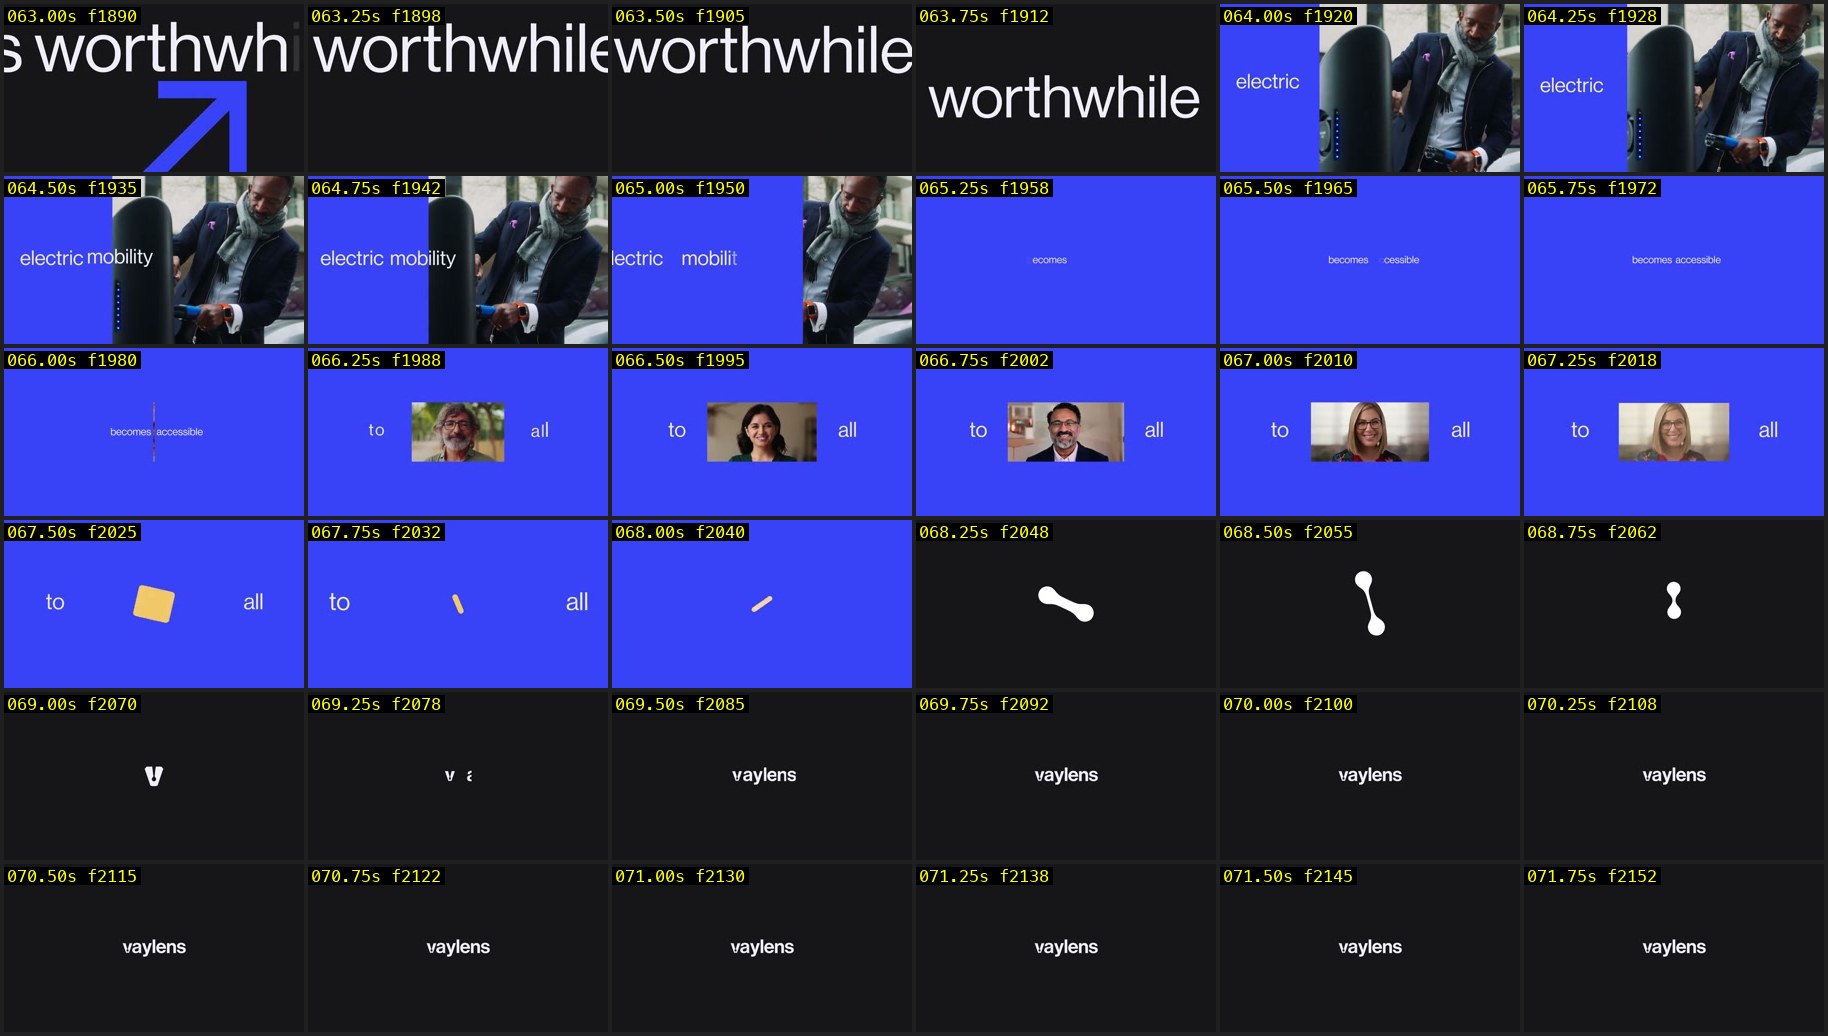 063.00s f1890
s worthwhi
063.25s f1898
worthwhile
063.50s f1905
worthwhile
063.75s f1912
worthwhile
064.00s f1920
electric
064.25s f1928
electric
064.50s f1935
electric mobility
064.75s f1942
electric mobility
065.00s f1950
lectric mobilit
065.25s f1958
ecomes
065.50s f1965
becomes cessible
065.75s f1972
becomes accessible
066.00s f1980
becomes accessible
066.25s f1988
to all
066.50s f1995
to all
066.75s f2002
to all
067.00s f2010
to all
067.25s f2018
to all
067.50s f2025
to all
067.75s f2032
to all
068.00s f2040
068.25s f2048
068.50s f2055
068.75s f2062
069.00s f2070
069.25s f2078
v a
069.50s f2085
vaylens
069.75s f2092
vaylens
070.00s f2100
vaylens
070.25s f2108
vaylens
070.50s f2115
vaylens
070.75s f2122
vaylens
071.00s f2130
vaylens
071.25s f2138
vaylens
071.50s f2145
vaylens
071.75s f2152
vaylens